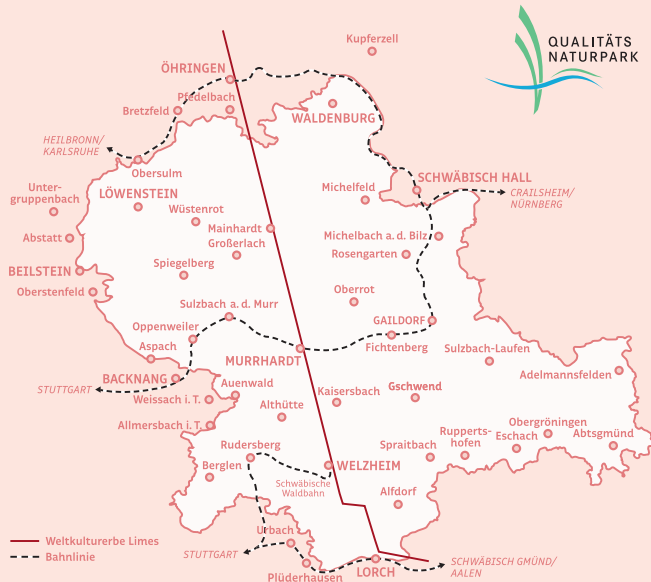 Kupferzell
QUALITÄTS
NATURPARK
ÖHRINGEN
Pfedelbach
Bretzfeld
WALDENBURG
HEILBRONN/
KARLSRUHE
Obersulm
SCHWÄBISCH HALL
Unter-
gruppenbach
LÖWENSTEIN
Michelfeld
CRAILSHEIM/
NÜRNBERG
Wüstenrot
Mainhardt
Abstatt
Michelbach a. d. Bilz
Großerlach
Rosengarten
BEILSTEIN
Spiegelberg
Oberstenfeld
Oberrot
Sulzbach a. d. Murr
GAILDORF
Oppenweiler
Fichtenberg
Aspach
MURRHARDT
Sulzbach-Laufen
Adelmannsfelden
BACKNANG
STUTTGART
Auenwald
Weissach i. T.
Kaisersbach
Gschwend
Althütte
Allmersbach i. T.
Obergröningen
Rupperts-
hofen
Eschach
Abtsgmünd
Rudersberg
Spraitbach
Berglen
WELZHEIM
Schwäbische
Waldbahn
Alfdorf
Urbach
Weltkulturerbe Limes
Bahnlinie
STUTTGART
Plüderhausen
LORCH
SCHWÄBISCH GMÜND/
AALEN